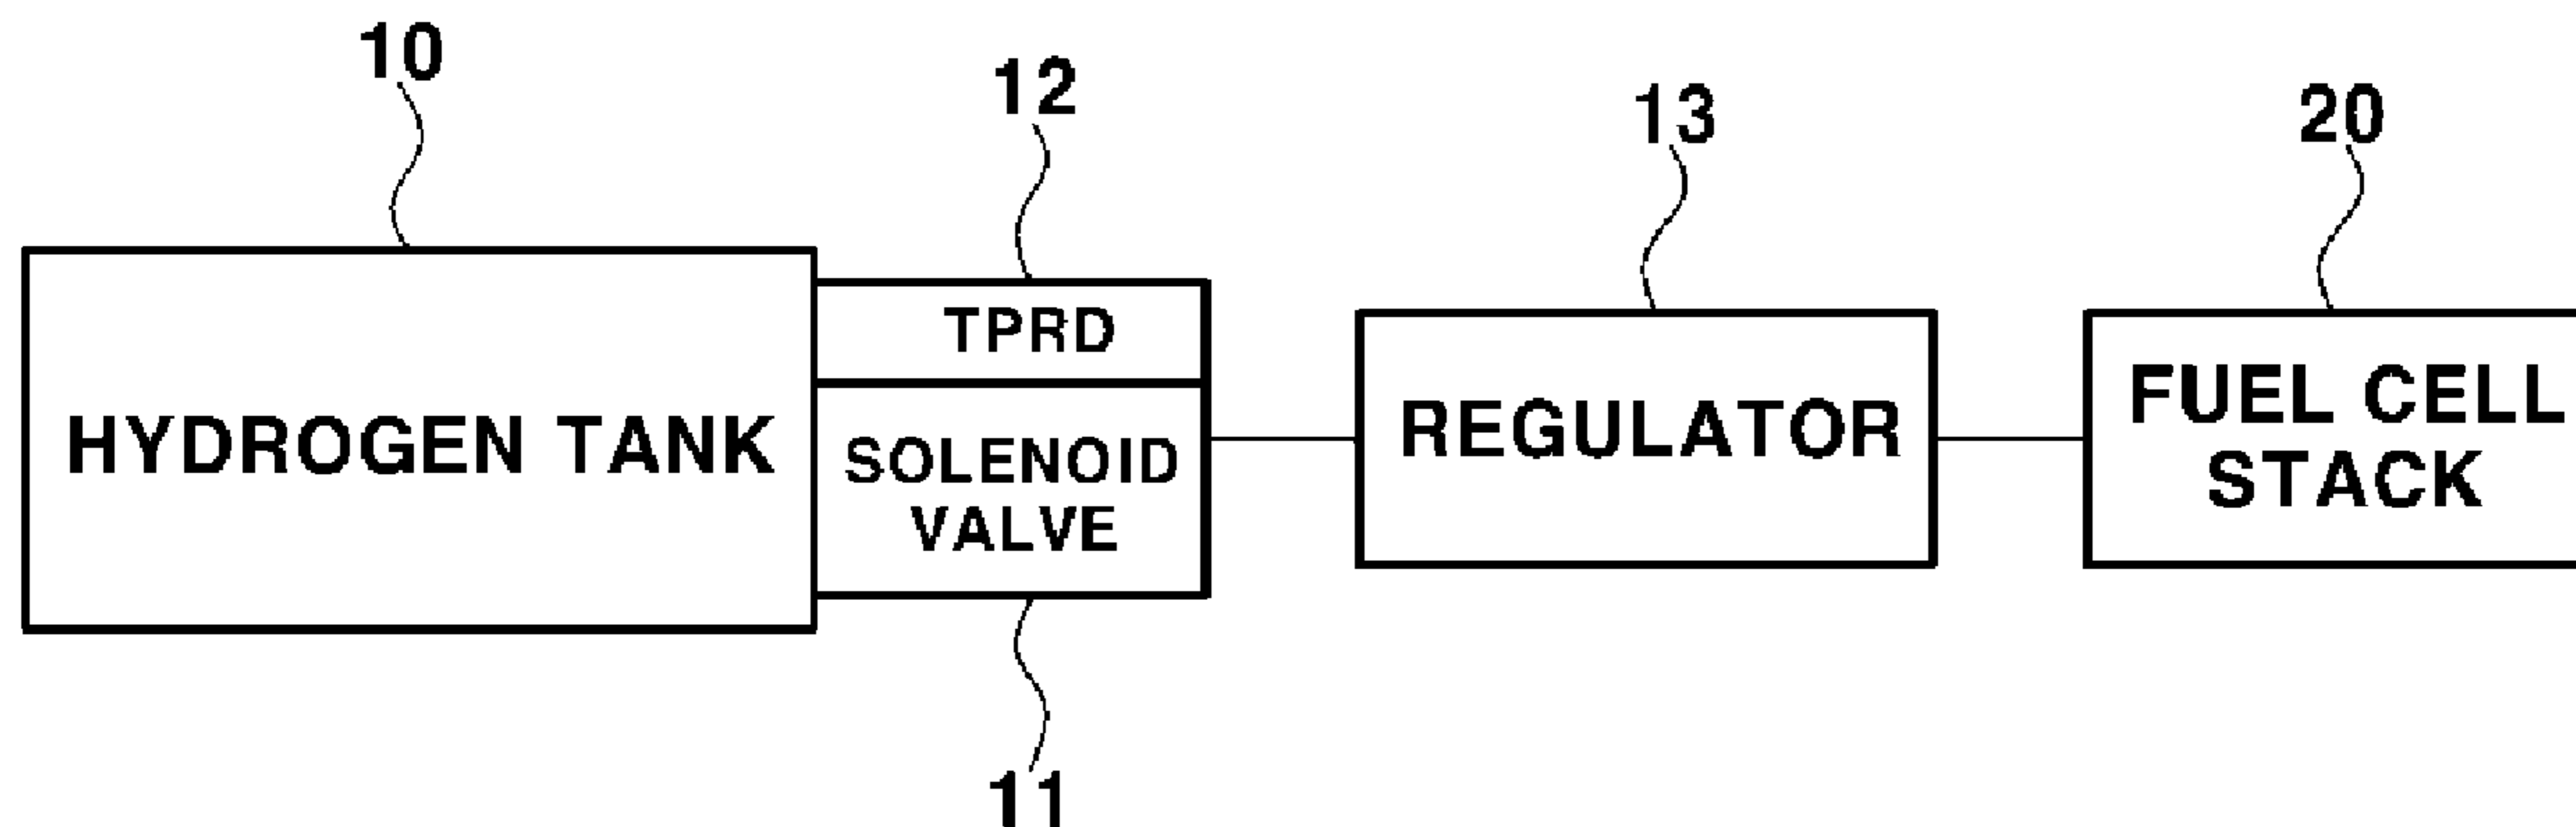 10
12
13
20
HYDROGEN TANK
TPRD
SOLENOID
VALVE
REGULATOR
FUEL CELL
STACK
11